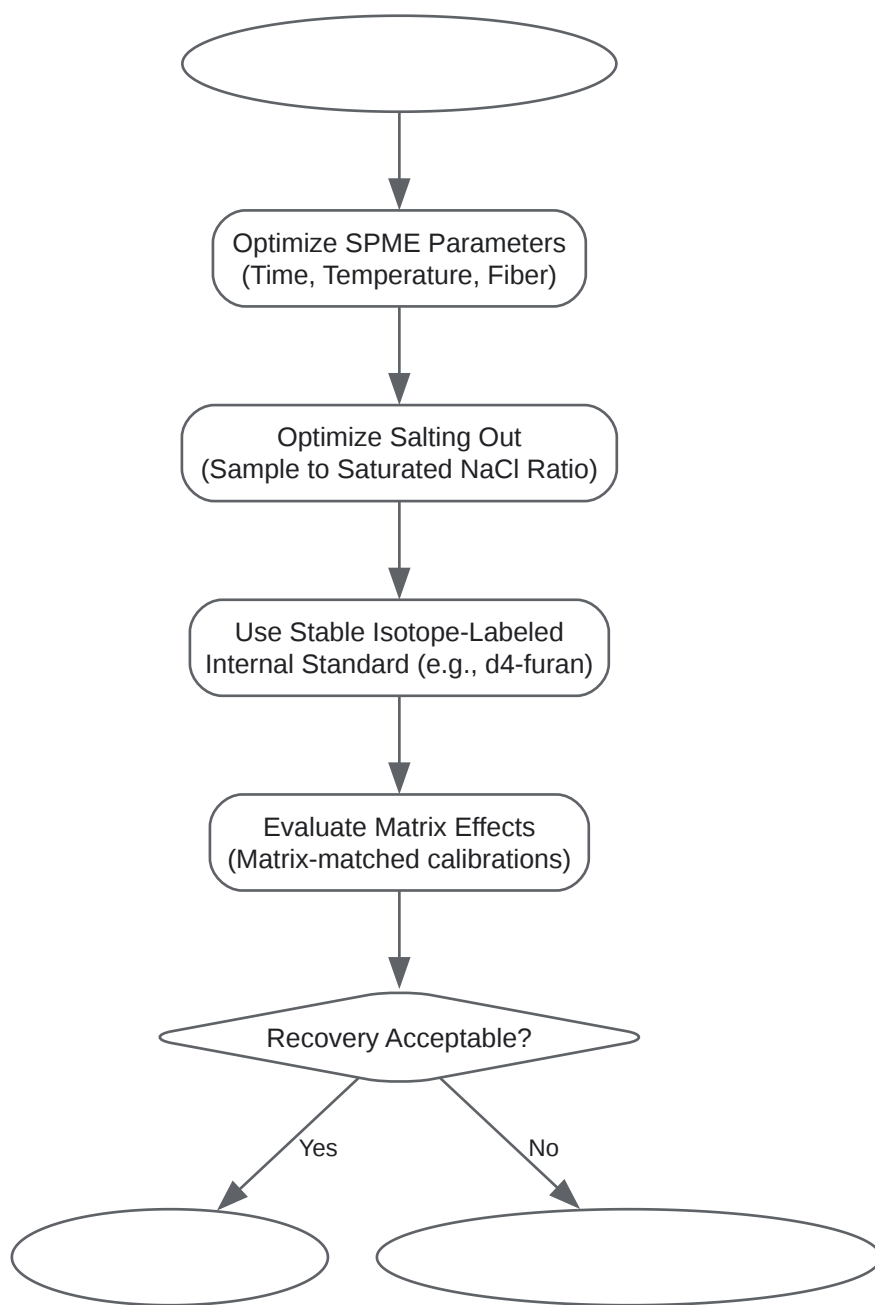 Optimize SPME Parameters
(Time, Temperature, Fiber)
Optimize Salting Out
(Sample to Saturated NaCl Ratio)
Use Stable Isotope-Labeled
Internal Standard (e.g., d4-furan)
Evaluate Matrix Effects
(Matrix-matched calibrations)
Recovery Acceptable?
Yes
No